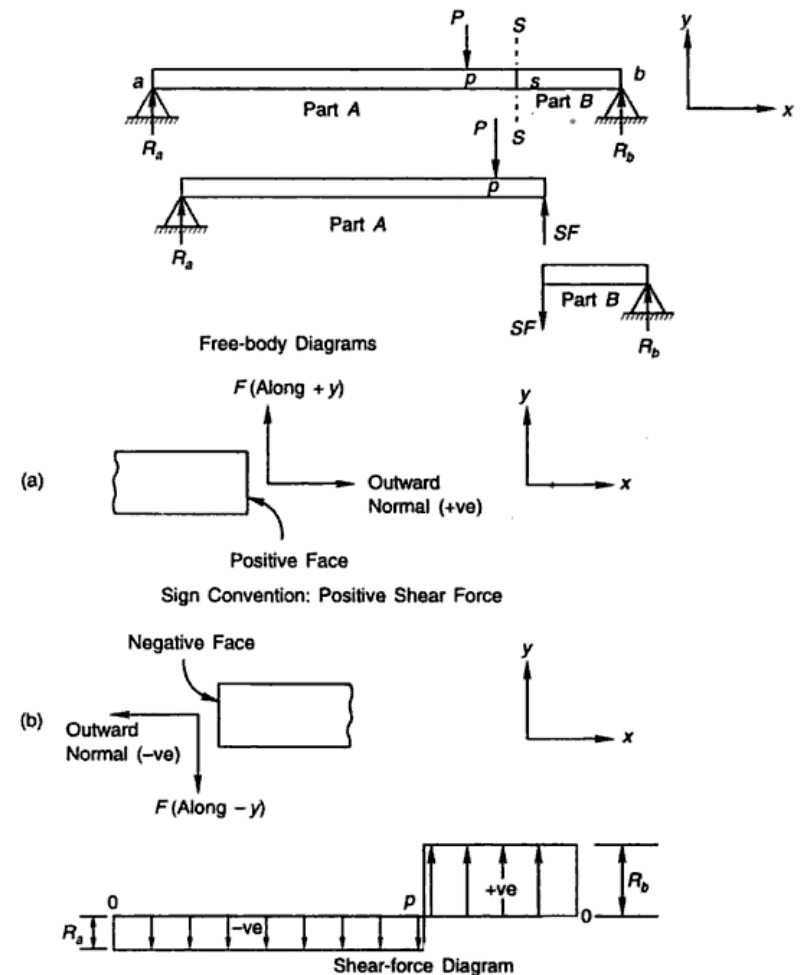 P
S
y
a
p
s
b
Part A
Part B
x
R_a
P
S
R_b
p
Part A
SF
R_a
Part B
SF
R_b
Free-body Diagrams
F (Along + y)
y
(a)
Outward
Normal (+ve)
x
Positive Face
Sign Convention: Positive Shear Force
Negative Face
y
(b)
Outward
Normal (–ve)
x
F (Along – y)
0
p
+ve
R_b
R_a
–ve
0
Shear-force Diagram